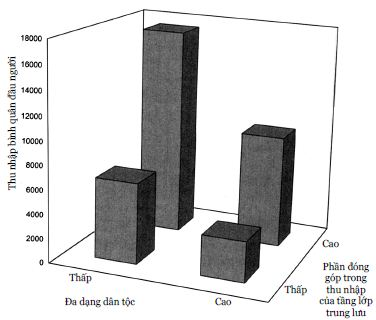 18000
16000
14000
12000
10000
8000
6000
4000
2000
0
Thu nhập bình quân đầu người
Thấp
Đa dạng dân tộc
Cao
Thấp
Cao
Phần đóng
góp trong
thu nhập
của tầng lớp
trung lưu